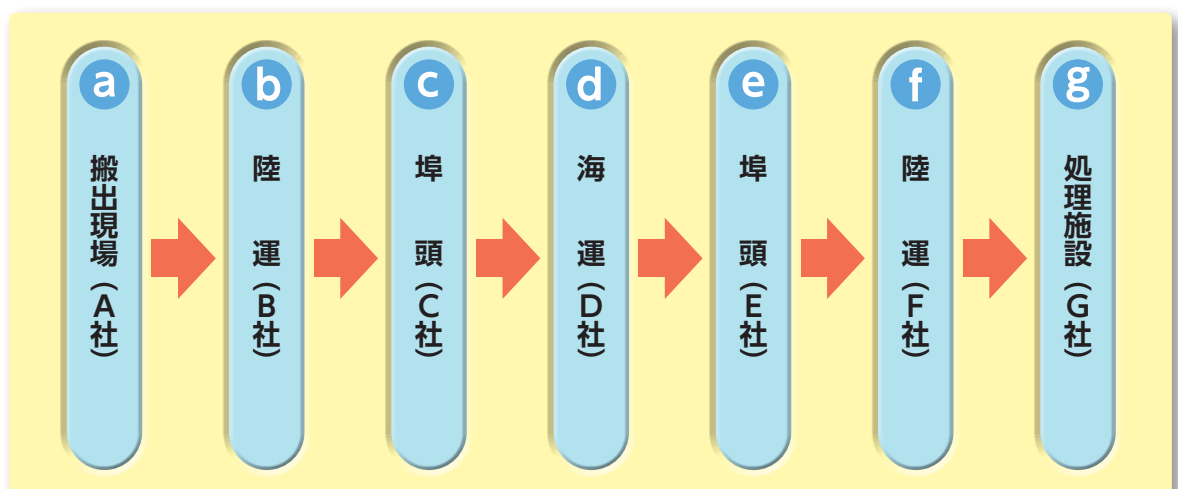 a
搬出現場(A社)
b
陸運(B社)
c
埠頭(C社)
d
海運(D社)
e
埠頭(E社)
f
陸運(F社)
g
処理施設(G社)